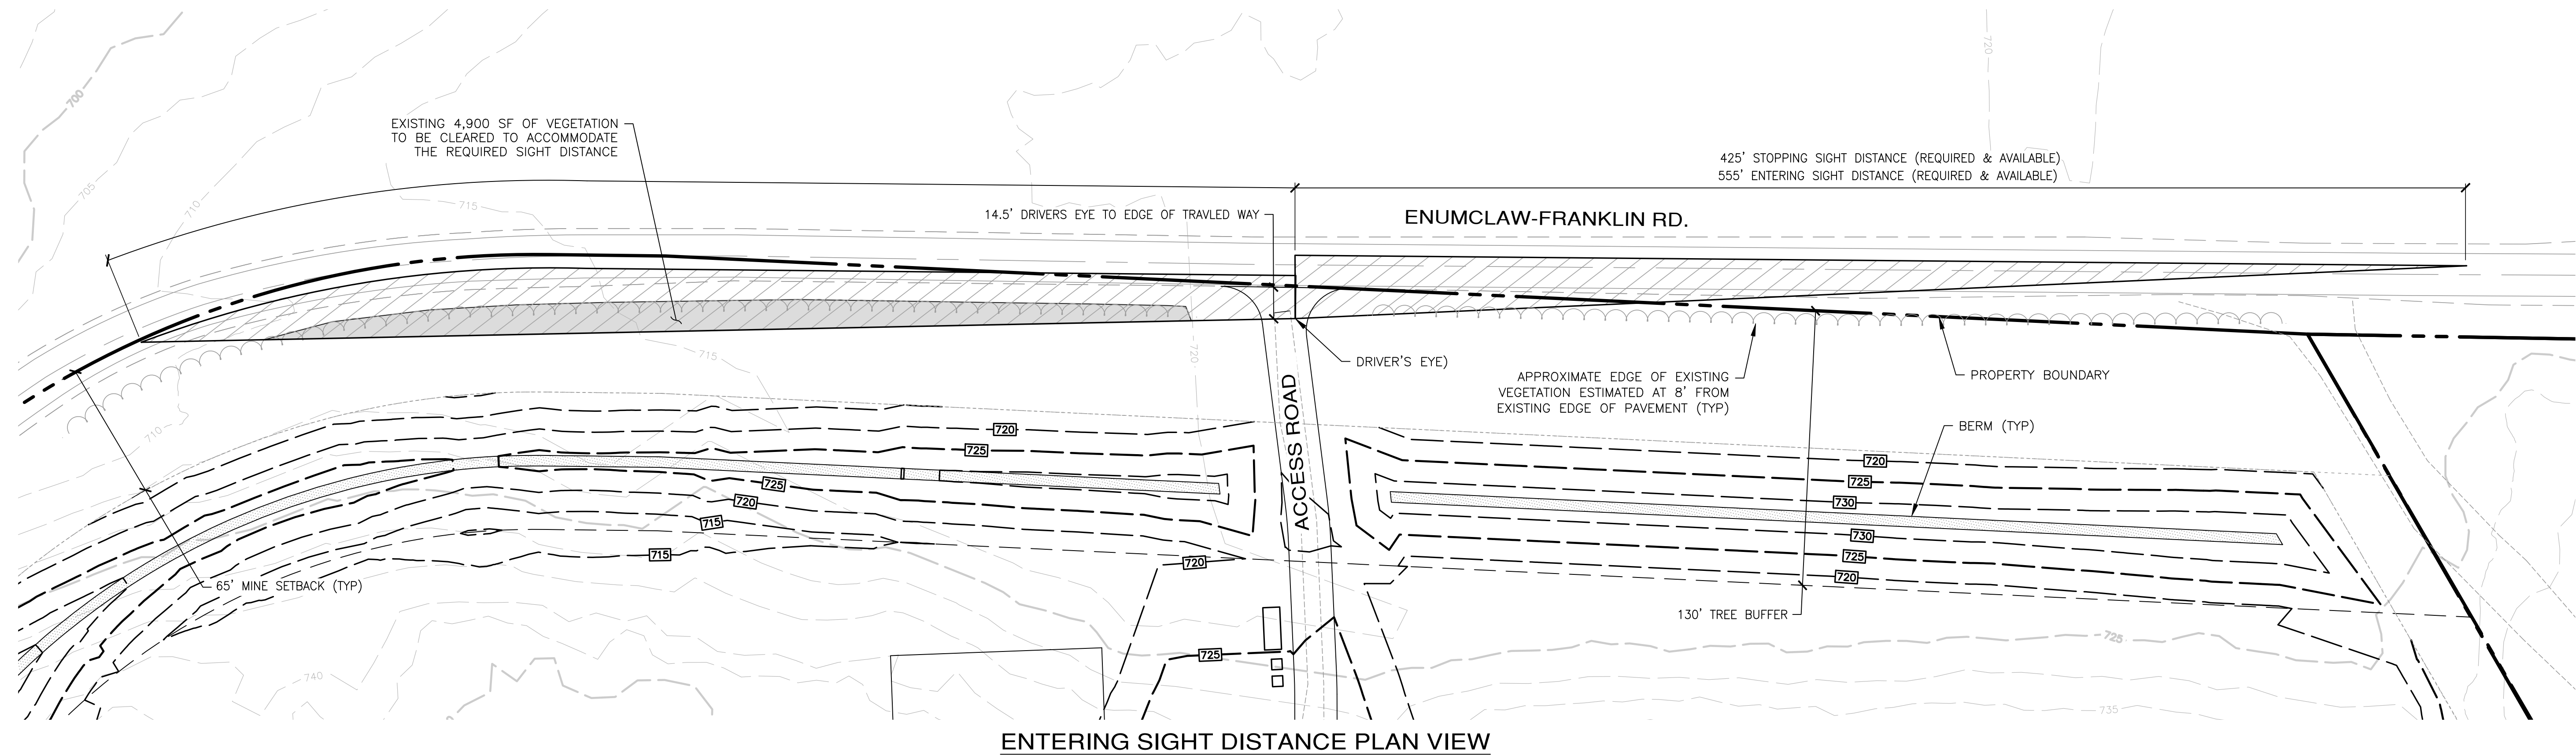 700
720
EXISTING 4,900 SF OF VEGETATION
TO BE CLEARED TO ACCOMMODATE
THE REQUIRED SIGHT DISTANCE
425' STOPPING SIGHT DISTANCE (REQUIRED & AVAILABLE)
555' ENTERING SIGHT DISTANCE (REQUIRED & AVAILABLE)
705
710
715
14.5' DRIVERS EYE TO EDGE OF TRAVLED WAY
ENUMCLAW-FRANKLIN RD.
715
720
DRIVER'S EYE)
APPROXIMATE EDGE OF EXISTING
VEGETATION ESTIMATED AT 8' FROM
EXISTING EDGE OF PAVEMENT (TYP)
PROPERTY BOUNDARY
ACCESS ROAD
710
720
725
BERM (TYP)
720
725
730
725
720
715
715
730
725
720
720
65' MINE SETBACK (TYP)
130' TREE BUFFER
725
725
740
735
ENTERING SIGHT DISTANCE PLAN VIEW